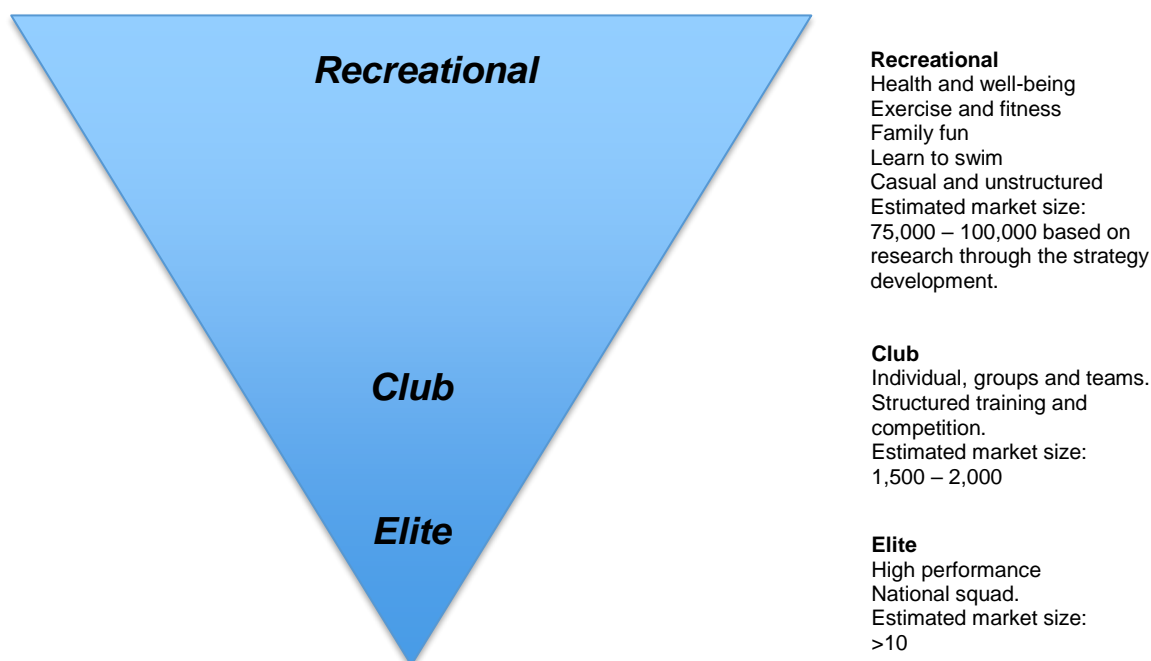 Recreational
Club
Elite
Recreational
Health and well-being
Exercise and fitness
Family fun
Learn to swim
Casual and unstructured
Estimated market size:
75,000 – 100,000 based on
research through the strategy
development.
Club
Individual, groups and teams.
Structured training and
competition.
Estimated market size:
1,500 – 2,000
Elite
High performance
National squad.
Estimated market size:
>10